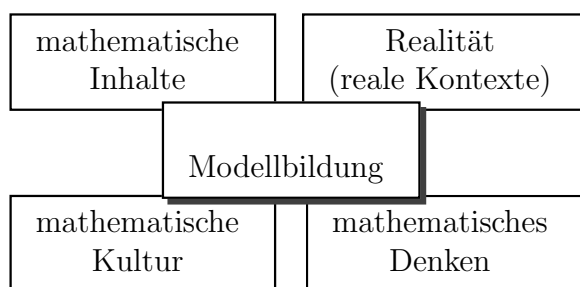 mathematische
Inhalte
Realität
(reale Kontexte)
Modellbildung
mathematische
Kultur
mathematisches
Denken